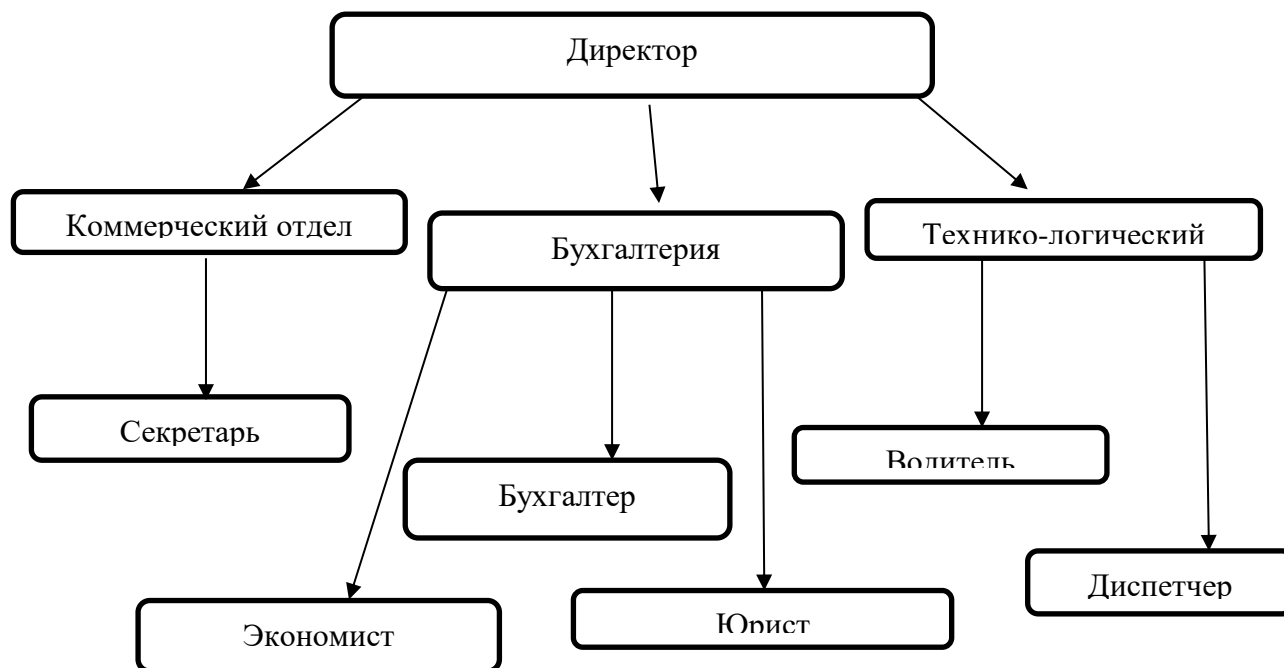 Директор
Коммерческий отдел
Бухгалтерия
Технико-логический
Секретарь
Водитель
Бухгалтер
Диспетчер
Экономист
Юрист